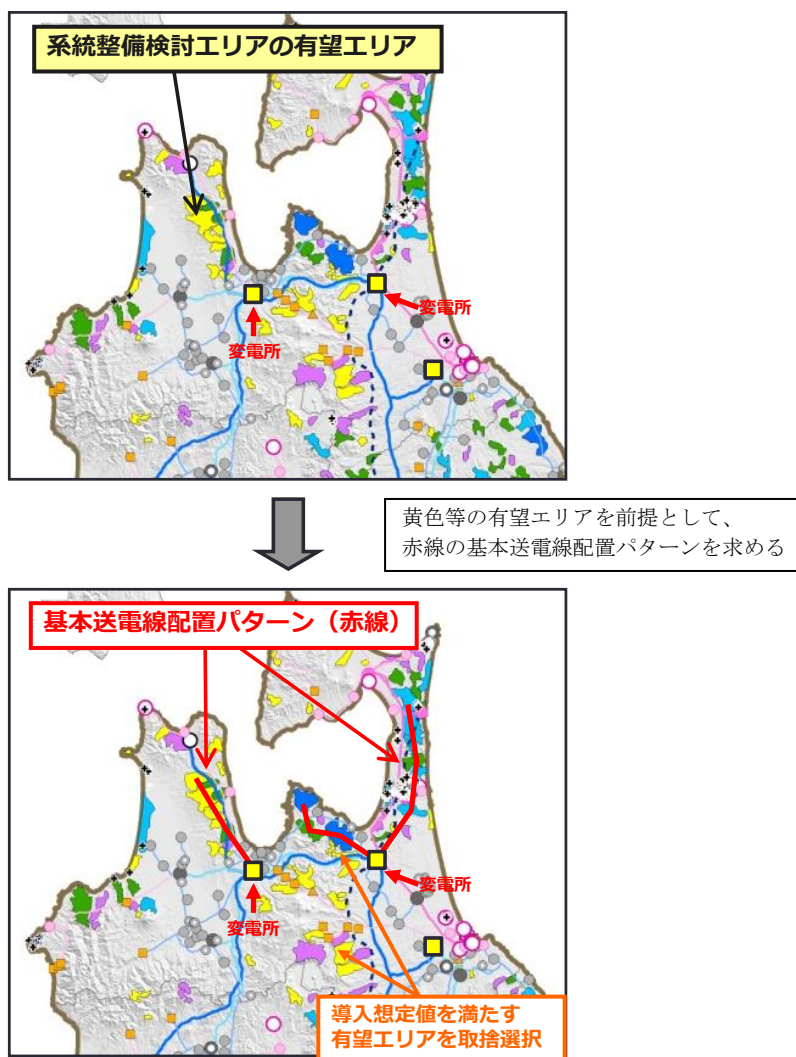 系統整備検討エリアの有望エリア
変電所
変電所
黄色等の有望エリアを前提として、
赤線の基本送電線配置パターンを求める
基本送電線配置パターン（赤線）
変電所
変電所
導入想定値を満たす
有望エリアを取捨選択